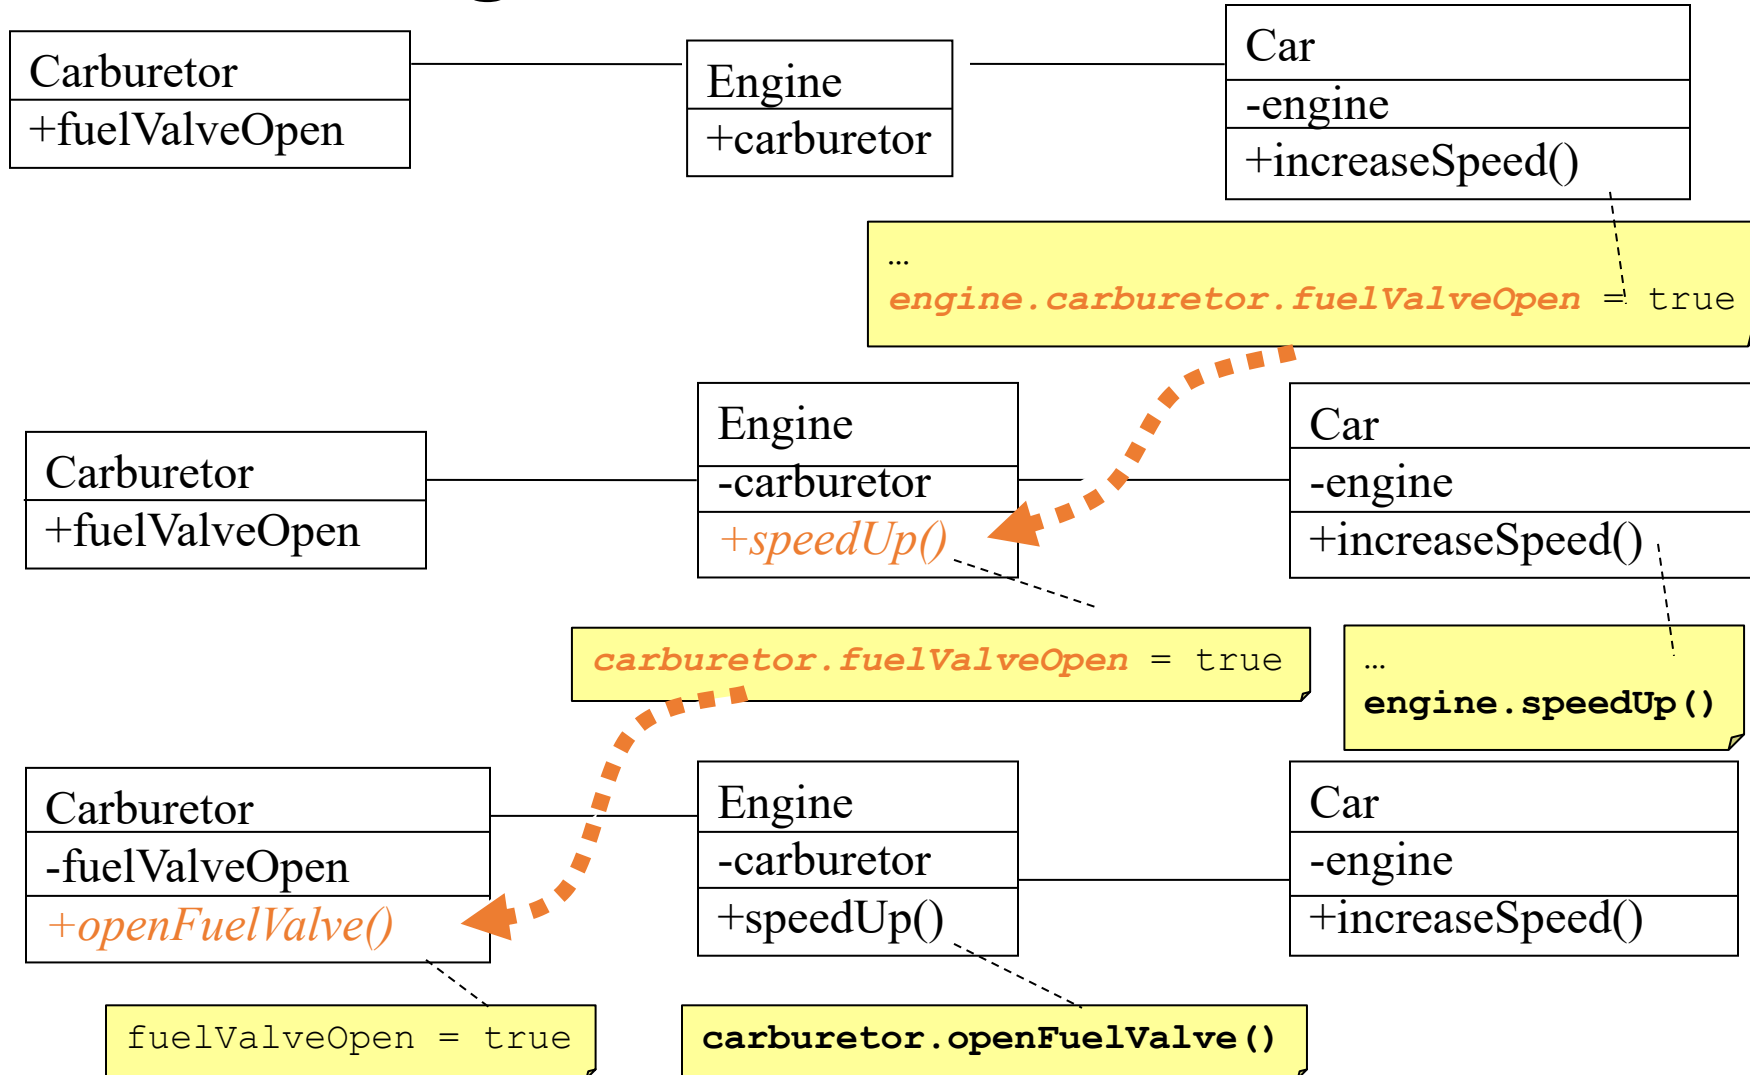 Carburetor
+fuelValveOpen
Engine
+carburetor
Car
-engine
+increaseSpeed()
...
engine.carburetor.fuelValveOpen = true
Carburetor
+fuelValveOpen
Engine
-carburetor
+speedUp()
Car
-engine
+increaseSpeed()
carburetor.fuelValveOpen = true
...
engine.speedUp()
Carburetor
-fuelValveOpen
+openFuelValve()
Engine
-carburetor
+speedUp()
Car
-engine
+increaseSpeed()
fuelValveOpen = true
carburetor.openFuelValve()